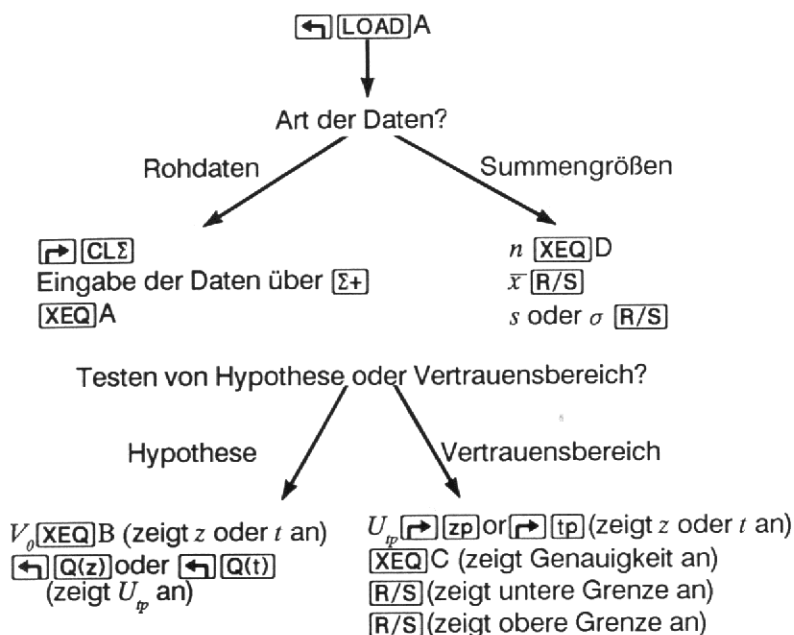 ↰ LOAD A
Art der Daten?
Rohdaten
Summengrößen
↱ CLΣ
Eingabe der Daten über Σ+
XEQ A
n XEQ D
x̅ R/S
s oder σ R/S
Testen von Hypothese oder Vertrauensbereich?
Hypothese
Vertrauensbereich
V₀ XEQ B (zeigt z oder t an)
↰ Q(z) oder ↰ Q(t)
(zeigt U_tp an)
U_tp ↱ zp or ↱ tp (zeigt z oder t an)
XEQ C (zeigt Genauigkeit an)
R/S (zeigt untere Grenze an)
R/S (zeigt obere Grenze an)